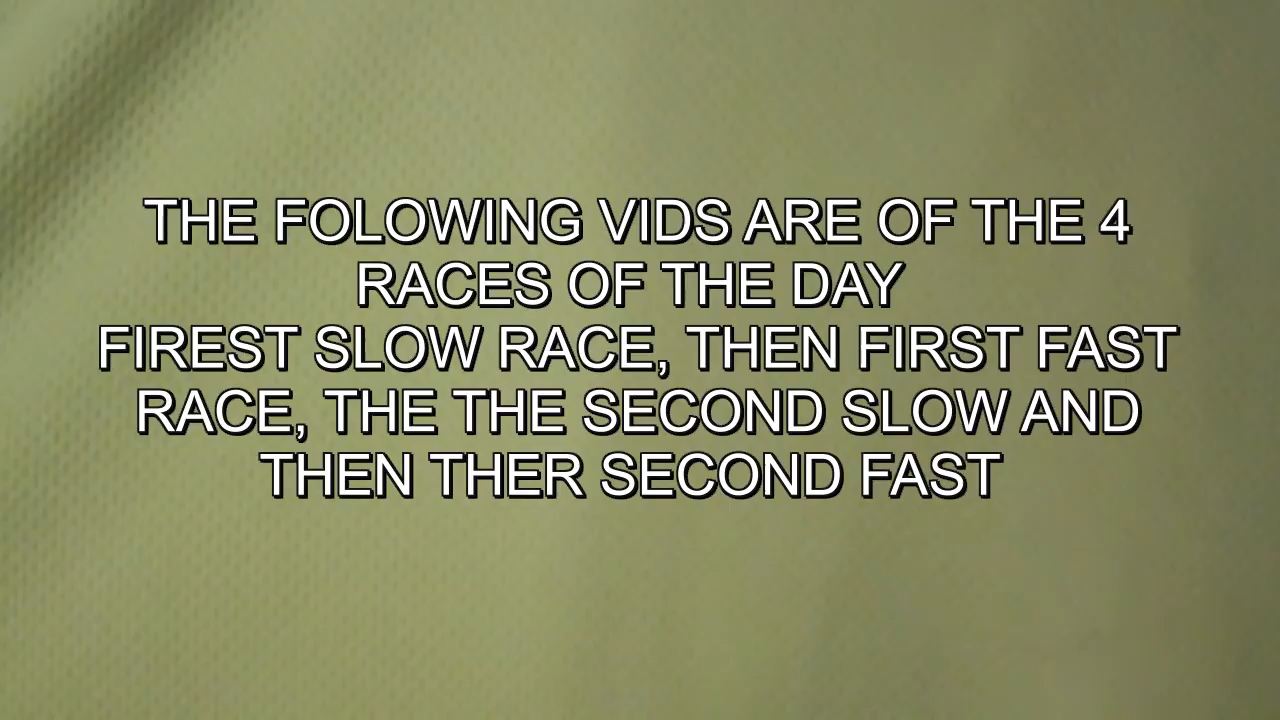 THE FOLOWING VIDS ARE OF THE 4
RACES OF THE DAY
FIREST SLOW RACE, THEN FIRST FAST
RACE, THE THE SECOND SLOW AND
THEN THER SECOND FAST